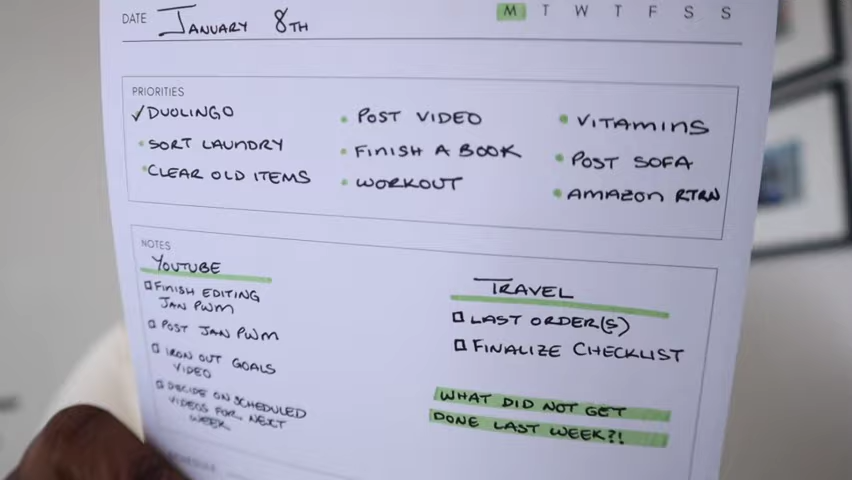 DATE JANUARY 8TH
M T W T F S S
PRIORITIES
DUOLINGO
SORT LAUNDRY
CLEAR OLD ITEMS
POST VIDEO
FINISH A BOOK
WORKOUT
VITAMINS
POST SOFA
AMAZON RTRN
NOTES
YOUTUBE
FINISH EDITING
JAN PWM
POST JAN PWM
IRON OUT GOALS
VIDEO
DECIDE ON SCHEDULED
VIDEOS FOR NEXT
WEEK
TRAVEL
LAST ORDER(S)
FINALIZE CHECKLIST
WHAT DID NOT GET
DONE LAST WEEK?!